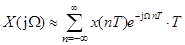 X(jΩ) ≈ ∑_{n=-∞}^{∞} x(nT)e^{-jΩnT} · T